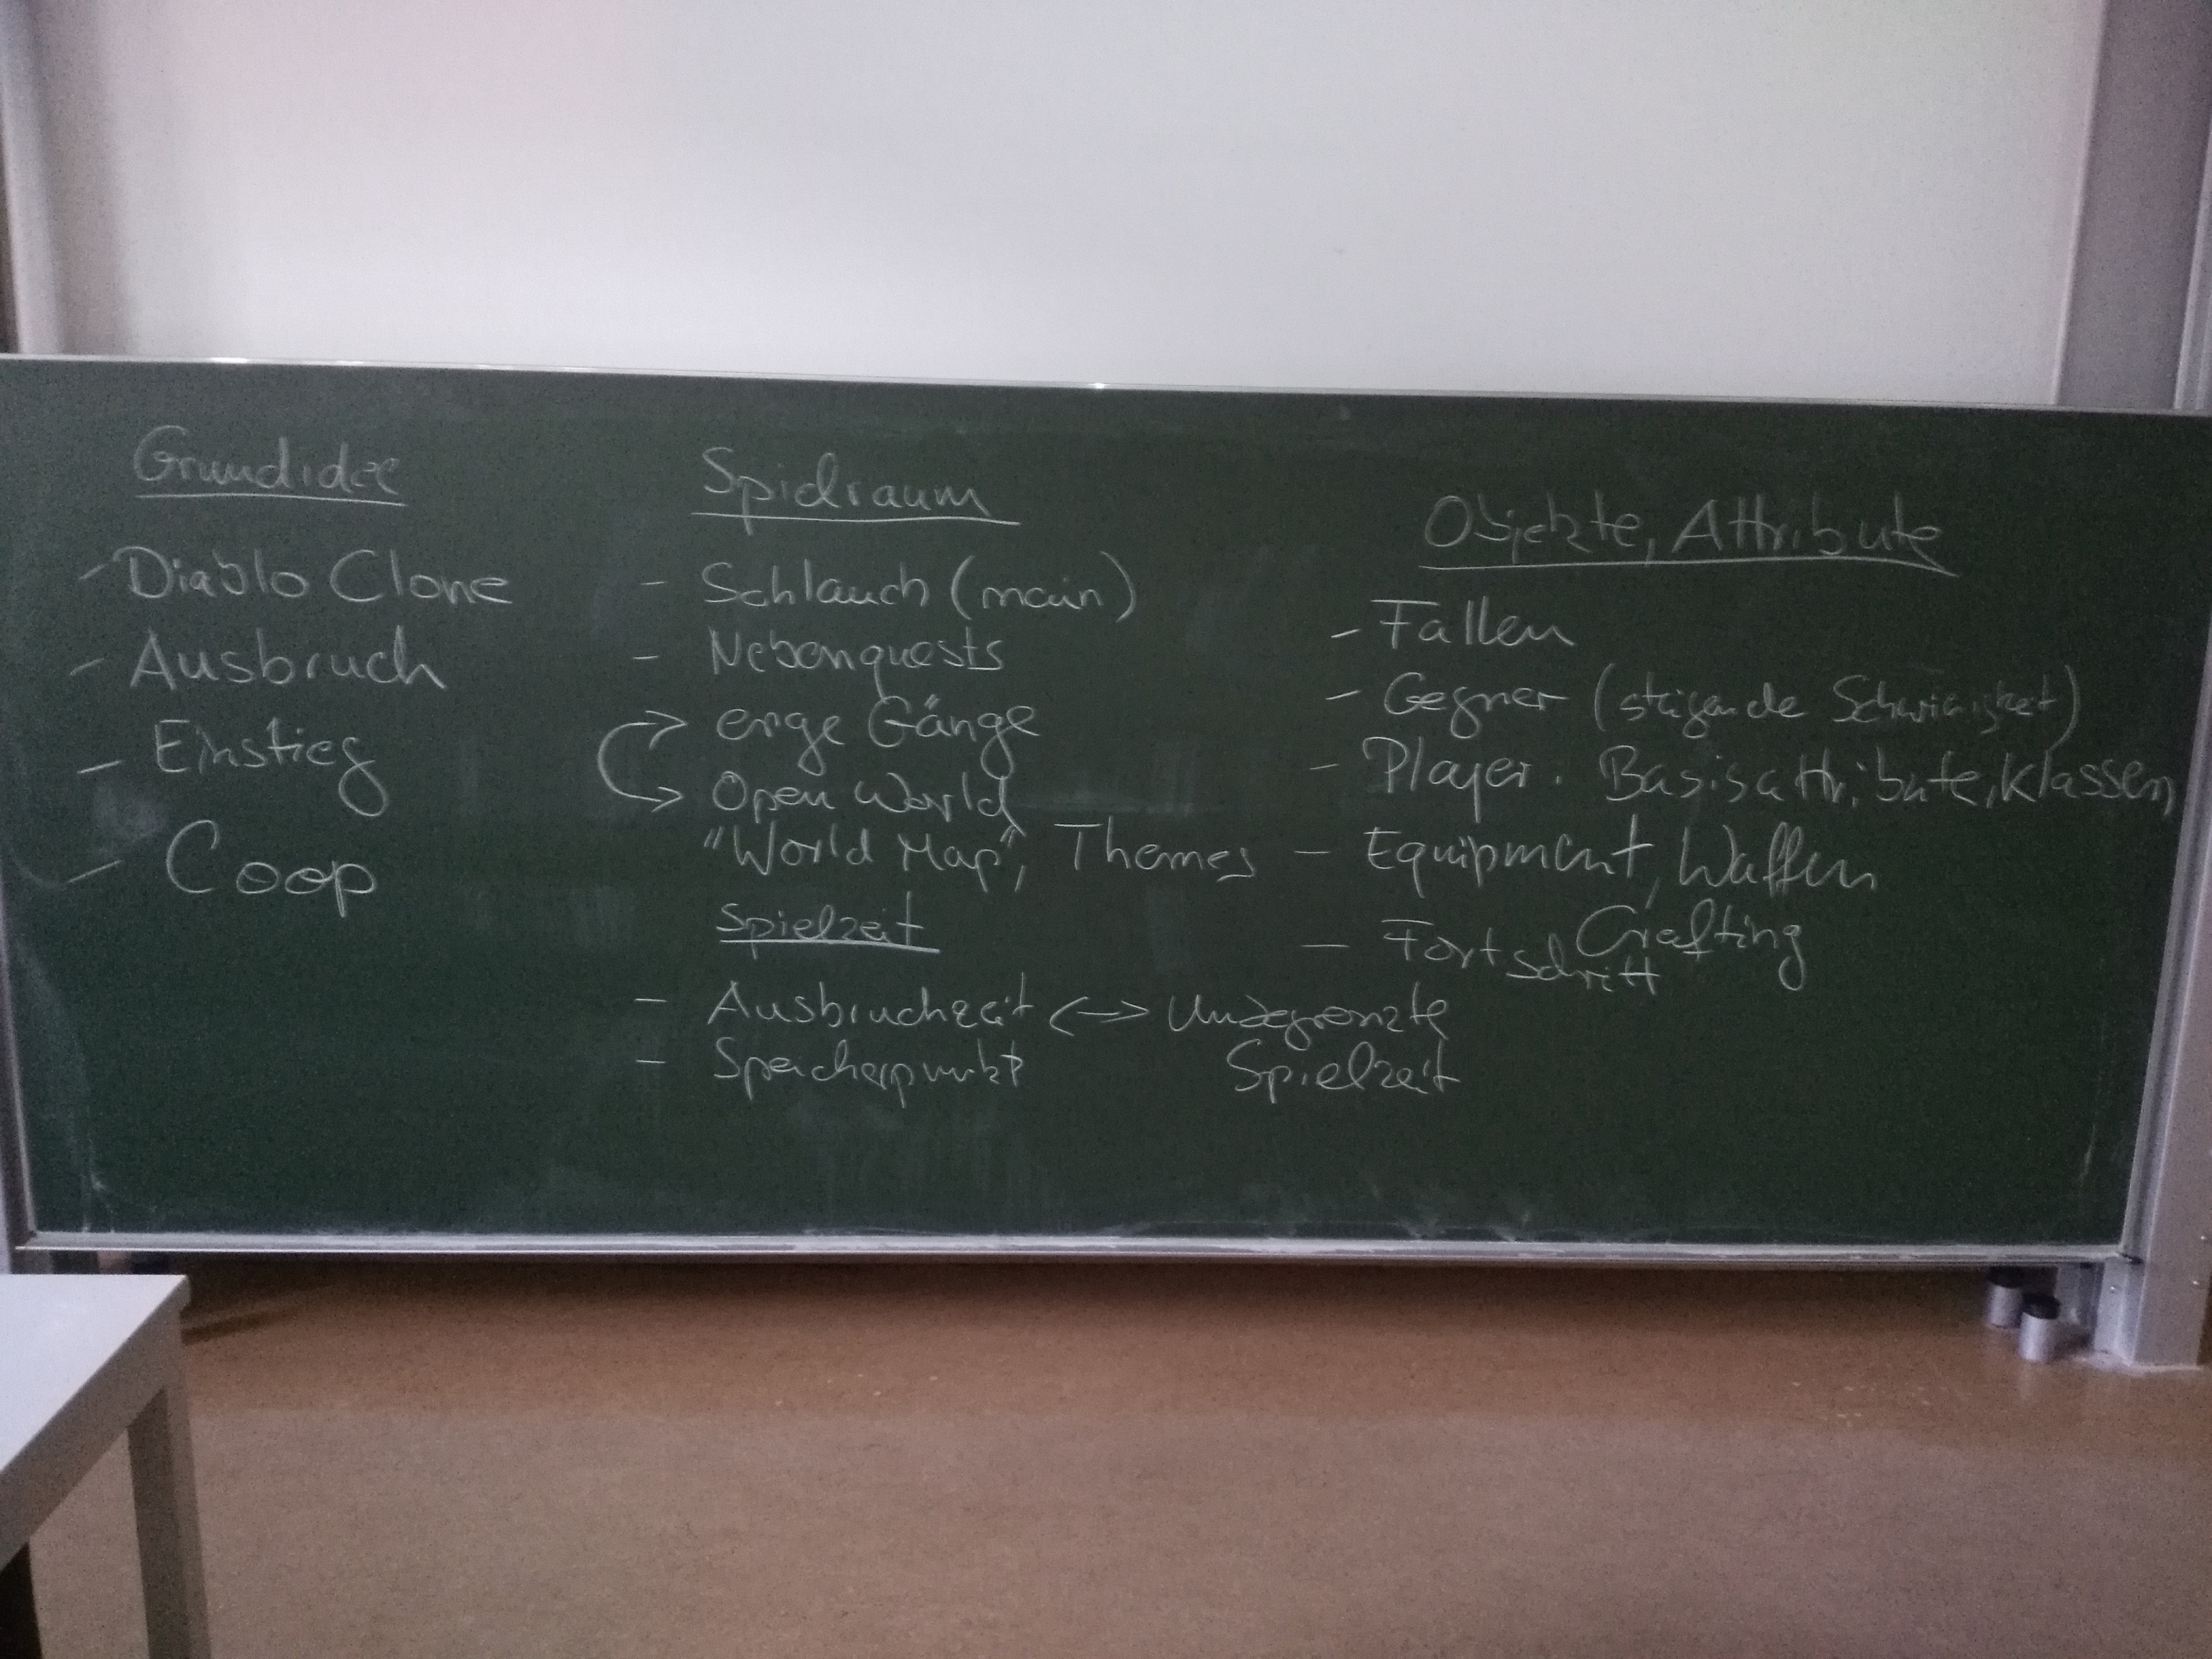 Grundidee
- Diablo Clone
- Ausbruch
- Einstieg
- Coop
Spielraum
- Schlauch (main)
- Nebenquests
enge Gänge
Open World
"World Map", Themes
Spielzeit
- Ausbruchzeit <-> Unbegrenzte
Spielzeit
- Speicherpunkt
Objekte, Attribute
- Fallen
- Gegner (steigende Schwierigkeit)
- Player: Basisattribute, Klassen
- Equipment, Waffen,
Crafting
- Fortschritt